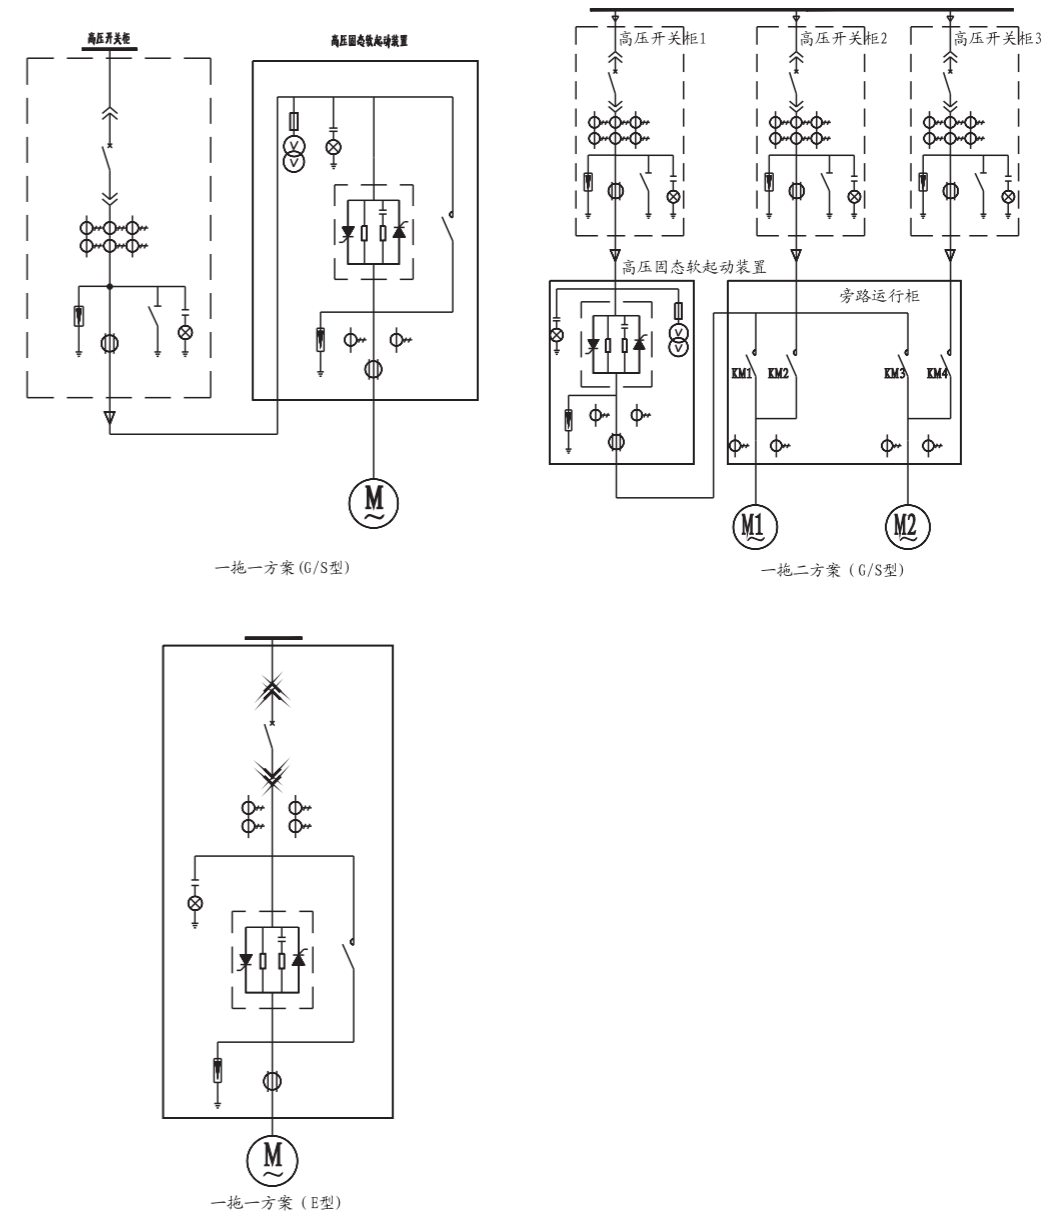 高压开关柜
高压固态软起动装置
V
V
M
~
一拖一方案(G/S型)
高压开关柜1
高压开关柜2
高压开关柜3
高压固态软起动装置
旁路运行柜
V
V
KM1
KM2
KM3
KM4
M1
~
M2
~
一拖二方案（G/S型）
M
~
一拖一方案（E型）